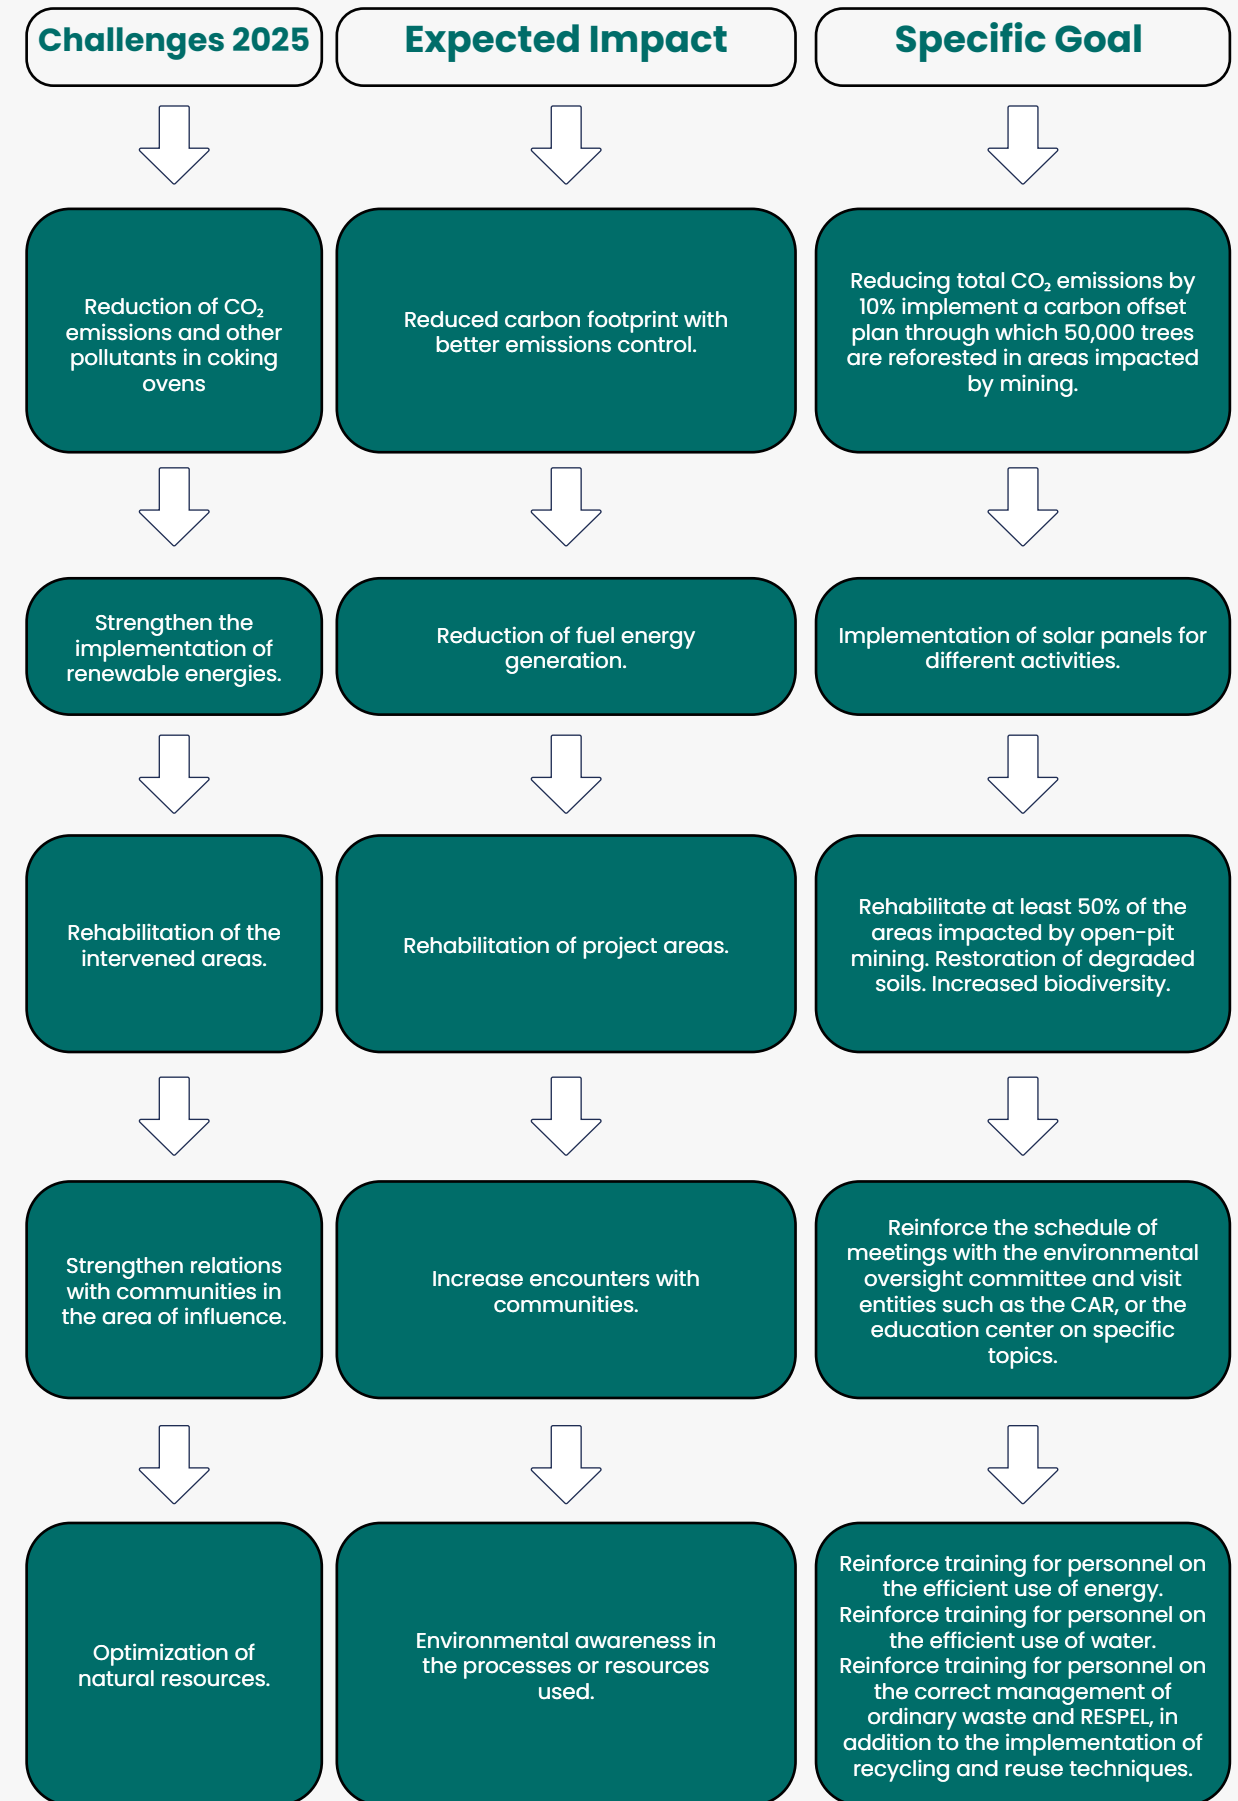 Challenges 2025
Expected Impact
Specific Goal
Reduction of CO₂
emissions and other
pollutants in coking
ovens
Reduced carbon footprint with
better emissions control.
Reducing total CO₂ emissions by
10% implement a carbon offset
plan through which 50,000 trees
are reforested in areas impacted
by mining.
Strengthen the
implementation of
renewable energies.
Reduction of fuel energy
generation.
Implementation of solar panels for
different activities.
Rehabilitation of the
intervened areas.
Rehabilitation of project areas.
Rehabilitate at least 50% of the
areas impacted by open-pit
mining. Restoration of degraded
soils. Increased biodiversity.
Strengthen relations
with communities in
the area of influence.
Increase encounters with
communities.
Reinforce the schedule of
meetings with the environmental
oversight committee and visit
entities such as the CAR, or the
education center on specific
topics.
Optimization of
natural resources.
Environmental awareness in
the processes or resources
used.
Reinforce training for personnel on
the efficient use of energy.
Reinforce training for personnel on
the efficient use of water.
Reinforce training for personnel on
the correct management of
ordinary waste and RESPEL, in
addition to the implementation of
recycling and reuse techniques.